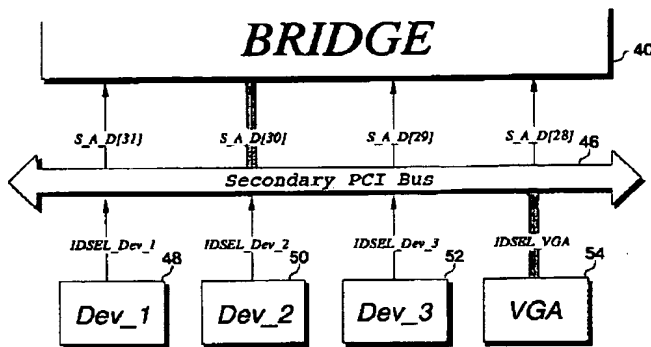 BRIDGE
40
S_A_D[31] S_A_D[30] S_A_D[29] S_A_D[28]
46
Secondary PCI Bus
IDSEL_Dev_1 IDSEL_Dev_2 IDSEL_Dev_3 IDSEL_VGA
48 50 52 54
Dev_1 Dev_2 Dev_3 VGA